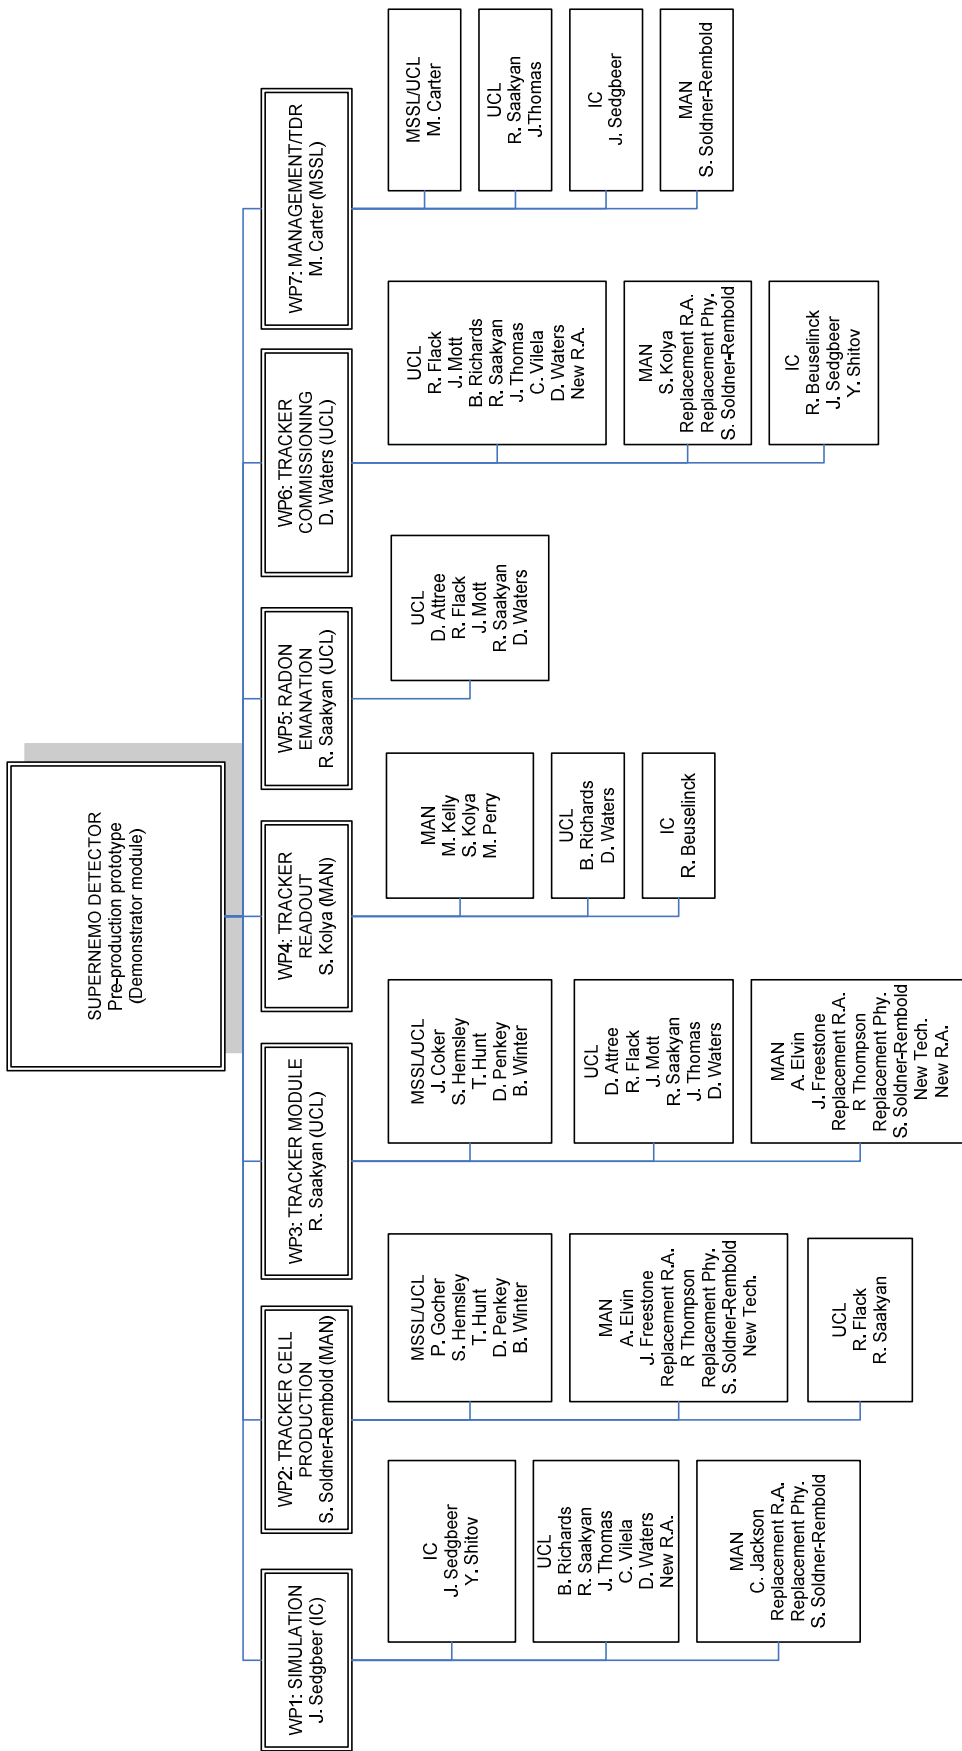 SUPERNEMO DETECTOR
Pre-production prototype
(Demonstrator module)
WP1: SIMULATION
J. Sedgbeer (IC)
IC
J. Sedgbeer
Y. Shitov
UCL
B. Richards
R. Saakyan
J. Thomas
C. Vilela
D. Waters
New R.A.
MAN
C. Jackson
Replacement R.A.
Replacement Phy.
S. Soldner-Rembold
WP2: TRACKER CELL
PRODUCTION
S. Soldner-Rembold (MAN)
MSSL/UCL
P. Gocher
S. Hemsley
T. Hunt
D. Penkey
B. Winter
MAN
A. Elvin
J. Freestone
Replacement R.A.
R Thompson
Replacement Phy.
S. Soldner-Rembold
New Tech.
UCL
R. Flack
R. Saakyan
WP3: TRACKER MODULE
R. Saakyan (UCL)
MSSL/UCL
J. Coker
S. Hemsley
T. Hunt
D. Penkey
B. Winter
UCL
D. Attree
R. Flack
J. Mott
R. Saakyan
J. Thomas
D. Waters
MAN
A. Elvin
J. Freestone
Replacement R.A.
R Thompson
Replacement Phy.
S. Soldner-Rembold
New Tech.
New R.A.
WP4: TRACKER
READOUT
S. Kolya (MAN)
MAN
M. Kelly
S. Kolya
M. Perry
UCL
B. Richards
D. Waters
IC
R. Beuselinck
WP5: RADON
EMANATION
R. Saakyan (UCL)
UCL
D. Attree
R. Flack
J. Mott
R. Saakyan
D. Waters
WP6: TRACKER
COMMISSIONING
D. Waters (UCL)
UCL
R. Flack
J. Mott
B. Richards
R. Saakyan
J. Thomas
C. Vilela
D. Waters
New R.A.
MAN
S. Kolya
Replacement R.A.
Replacement Phy.
S. Soldner-Rembold
IC
R. Beuselinck
J. Sedgbeer
Y. Shitov
WP7: MANAGEMENT/TDR
M. Carter (MSSL)
MSSL/UCL
M. Carter
UCL
R. Saakyan
J.Thomas
IC
J. Sedgbeer
MAN
S. Soldner-Rembold